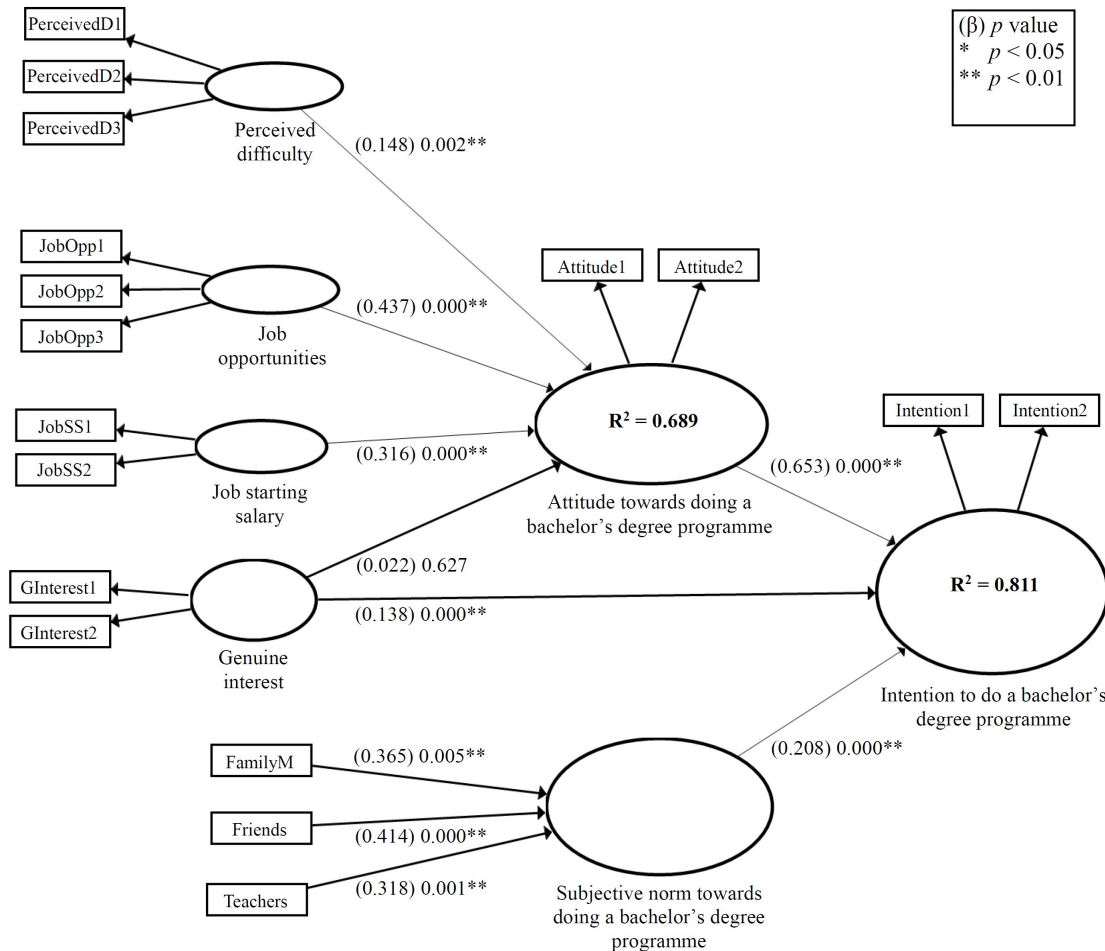 PerceivedD1
PerceivedD2
PerceivedD3
Perceived
difficulty
(β) p value
* p < 0.05
** p < 0.01
(0.148) 0.002**
JobOpp1
JobOpp2
JobOpp3
Job
opportunities
(0.437) 0.000**
Attitude1
Attitude2
JobSS1
JobSS2
Job starting
salary
(0.316) 0.000**
R² = 0.689
Attitude towards doing a
bachelor’s degree programme
Intention1
Intention2
(0.653) 0.000**
GInterest1
GInterest2
Genuine
interest
(0.022) 0.627
(0.138) 0.000**
R² = 0.811
Intention to do a bachelor’s
degree programme
FamilyM
Friends
Teachers
(0.365) 0.005**
(0.414) 0.000**
(0.318) 0.001**
(0.208) 0.000**
Subjective norm towards
doing a bachelor’s degree
programme